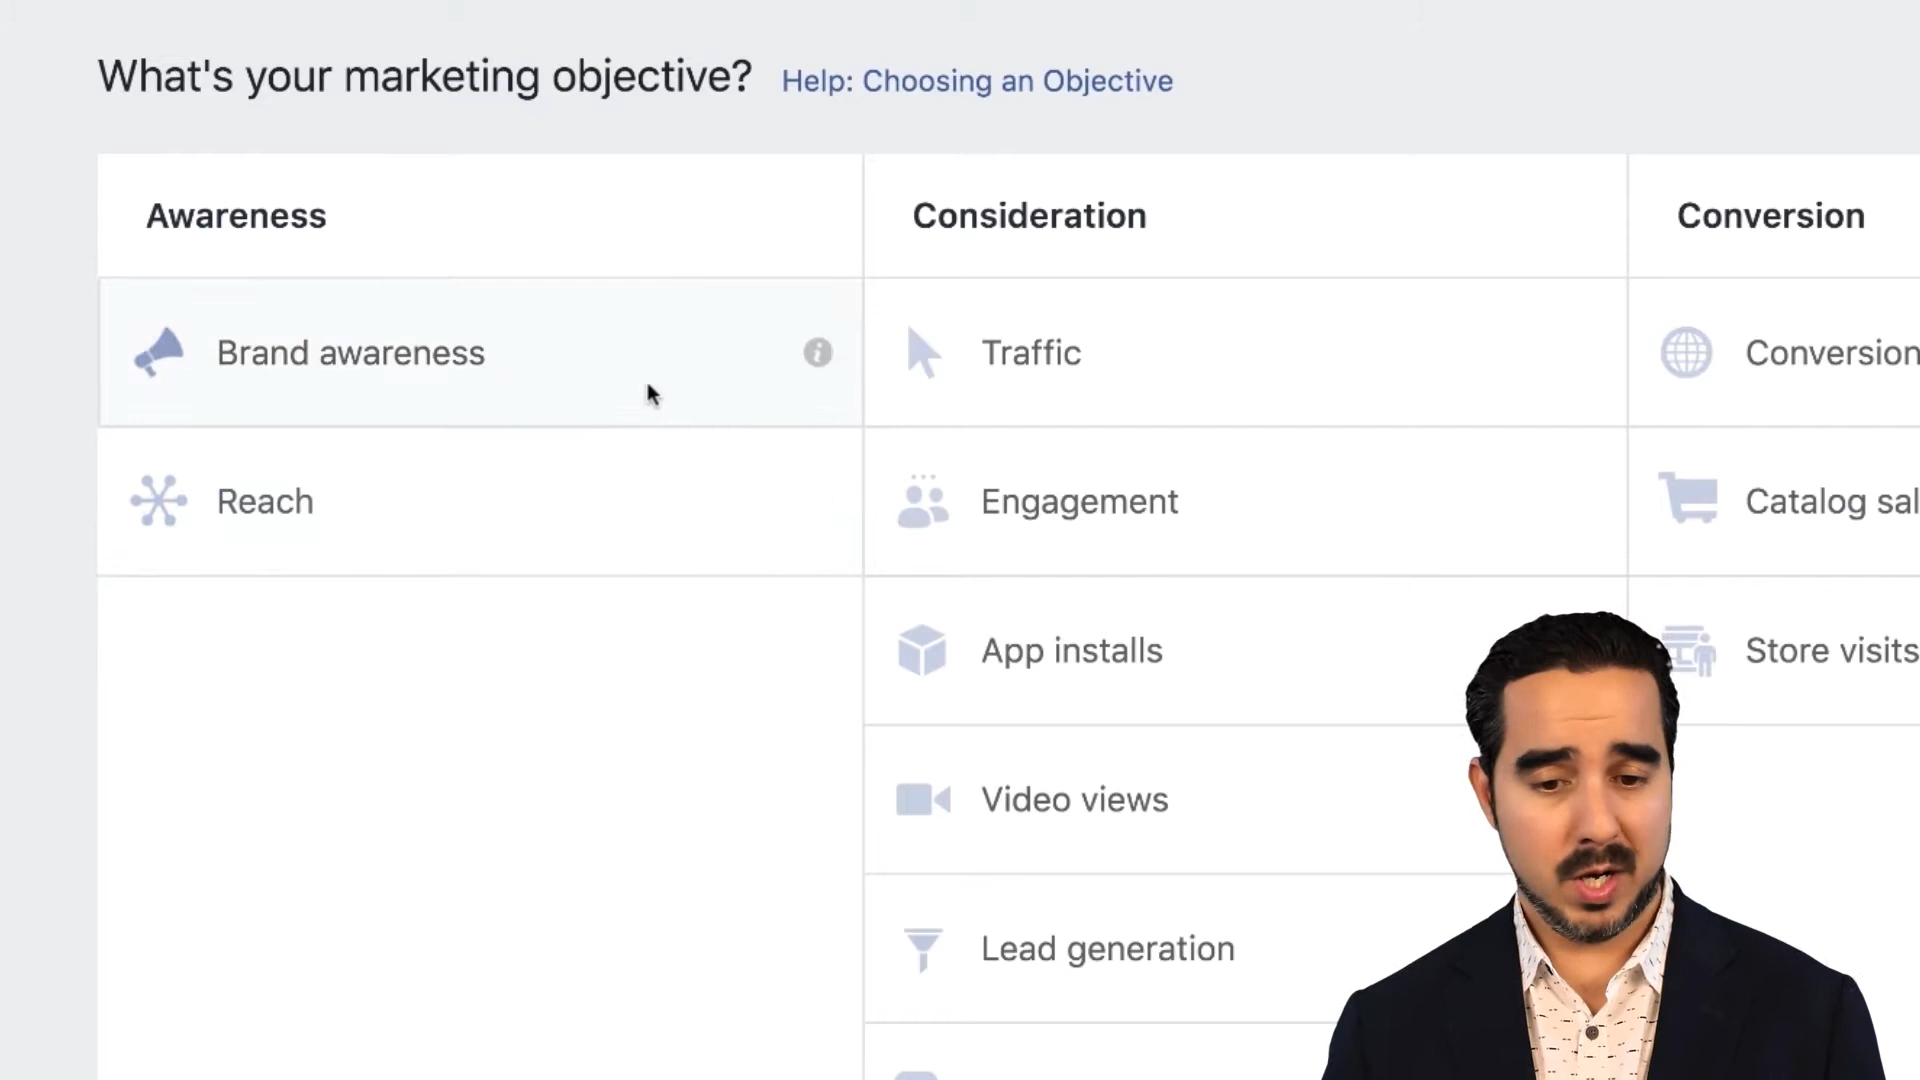 What's your marketing objective? Help: Choosing an Objective
Awareness
Consideration
Conversion
Brand awareness
Traffic
Conversion
Reach
Engagement
Catalog sal
App installs
Store visits
Video views
Lead generation